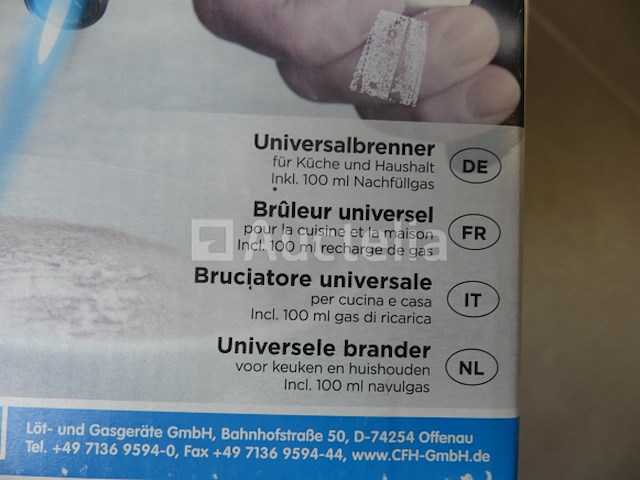 Universalbrenner
für Küche und Haushalt
Inkl. 100 ml Nachfüllgas
DE
Brûleur universel
pour la cuisine et la maison
Incl. 100 ml recharge de gas
FR
Auctelia
Bruciatore universale
per cucina e casa
Incl. 100 ml gas di ricarica
IT
Universele brander
voor keuken en huishouden
Incl. 100 ml navulgas
NL
Löt- und Gasgeräte GmbH, Bahnhofstraße 50, D-74254 Offenau
Tel. +49 7136 9594-0, Fax +49 7136 9594-44, www.CFH-GmbH.de